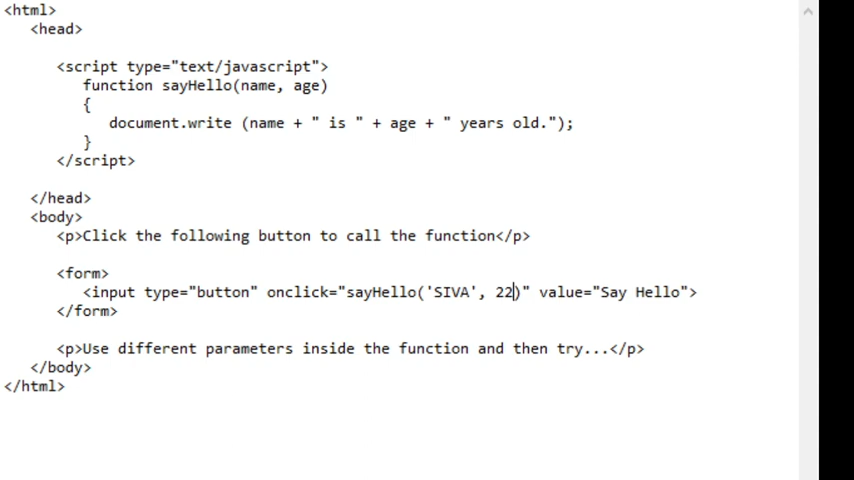 <html>
<head>
<script type="text/javascript">
function sayHello(name, age)
{
document.write (name + " is " + age + " years old.");
}
</script>
</head>
<body>
<p>Click the following button to call the function</p>
<form>
<input type="button" onclick="sayHello('SIVA', 22)" value="Say Hello">
</form>
<p>Use different parameters inside the function and then try...</p>
</body>
</html>